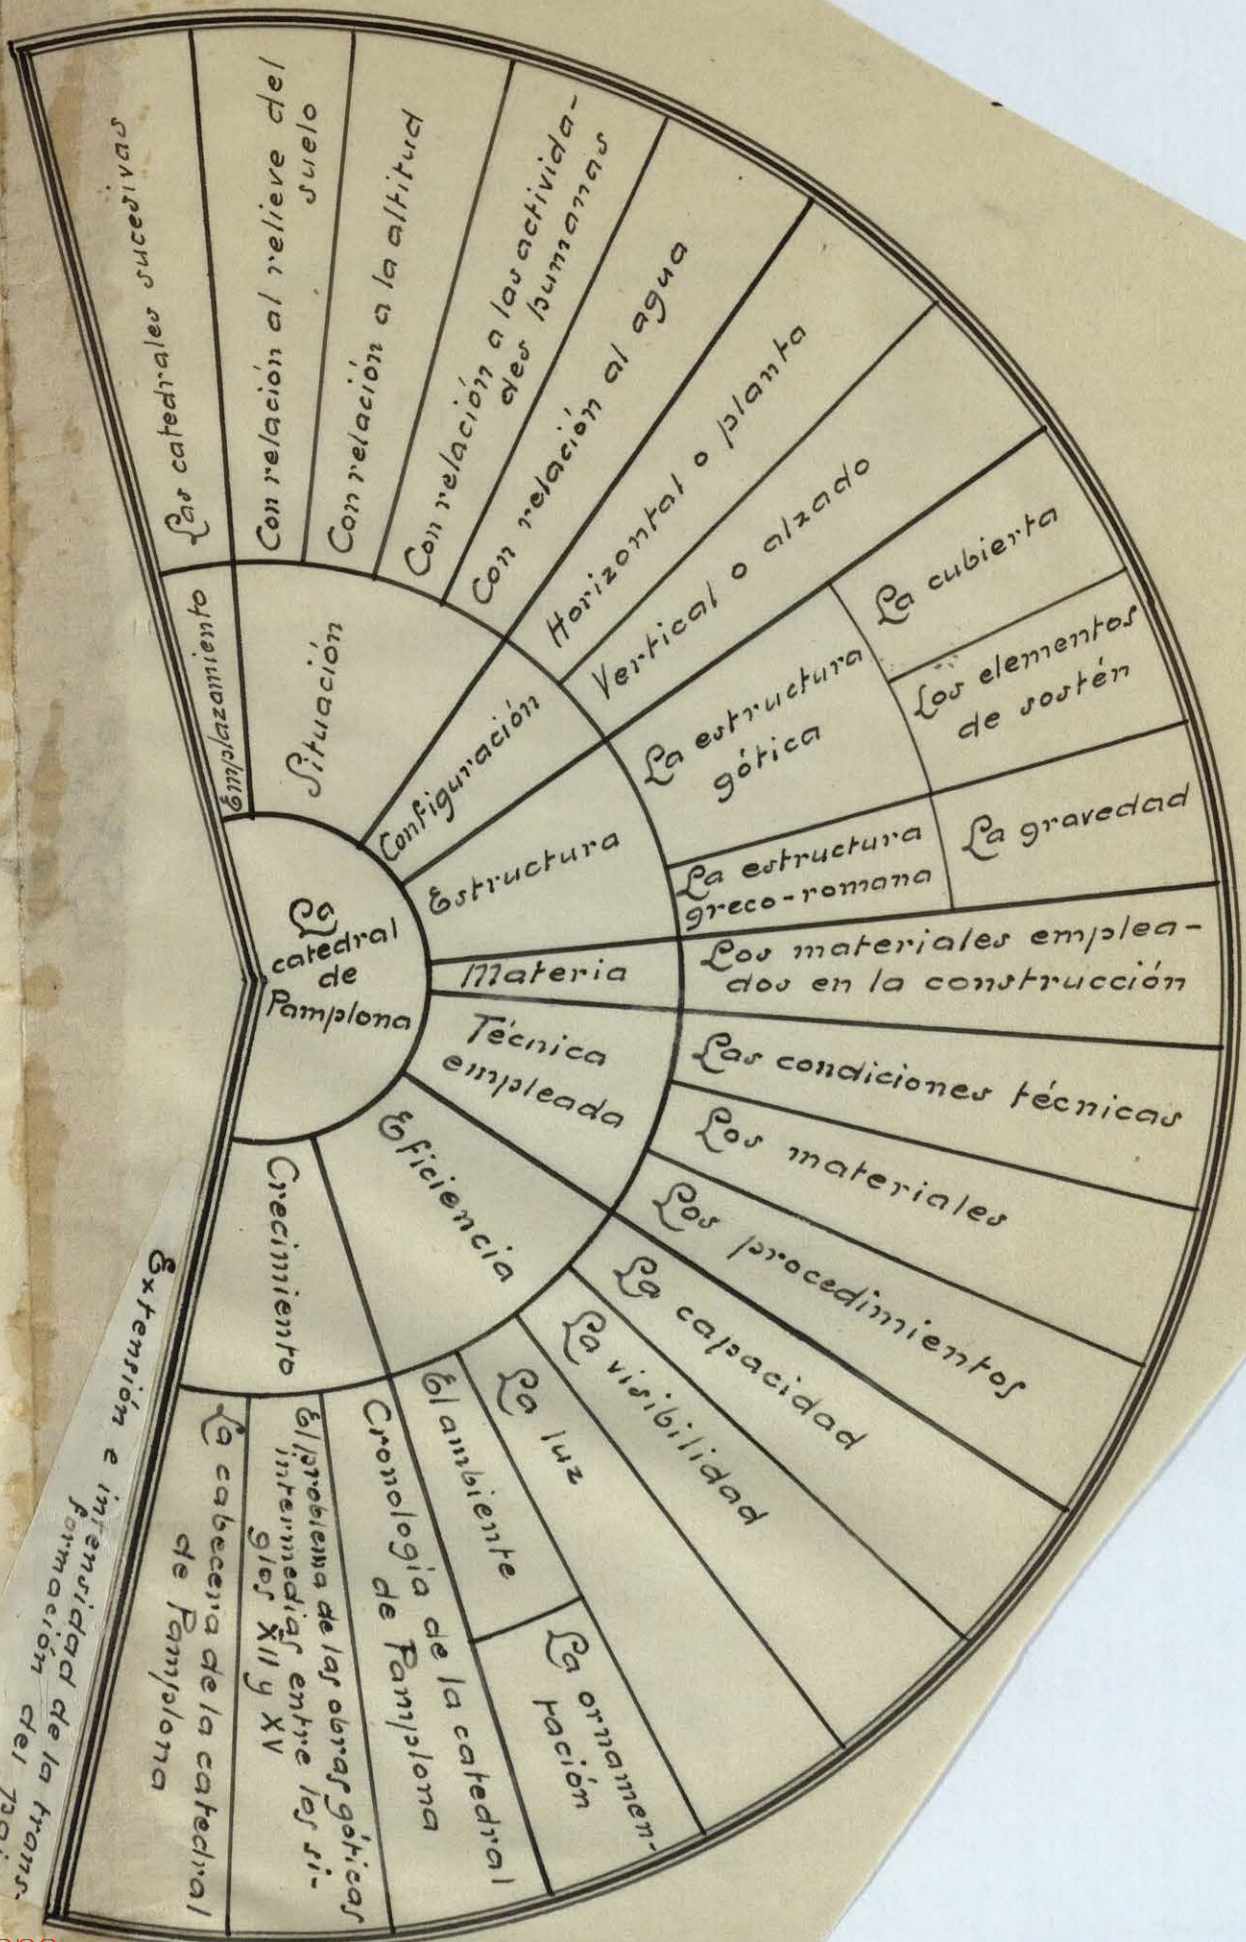 La
catedral
de
Pamplona
Emplazamiento
Las catedrales sucesivas
Situación
Con relación al relieve del
suelo
Con relación a la altitud
Con relación a las activida-
des humanas
Con relación al agua
Configuración
Horizontal o planta
Vertical o alzado
Estructura
La estructura
gótica
La cubierta
Los elementos
de sostén
La estructura
greco-romana
La gravedad
Materia
Los materiales emplea-
dos en la construcción
Técnica
empleada
Las condiciones técnicas
Los materiales
Los procedimientos
Eficiencia
La capacidad
La visibilidad
La luz
El ambiente
La ornamen-
tación
Crecimiento
Cronología de la catedral
de Pamplona
El problema de las obras góticas
intermedias entre los si-
glos XII y XV
La cabecera de la catedral
de Pamplona
Extensión e intensidad de la trans-
formación del